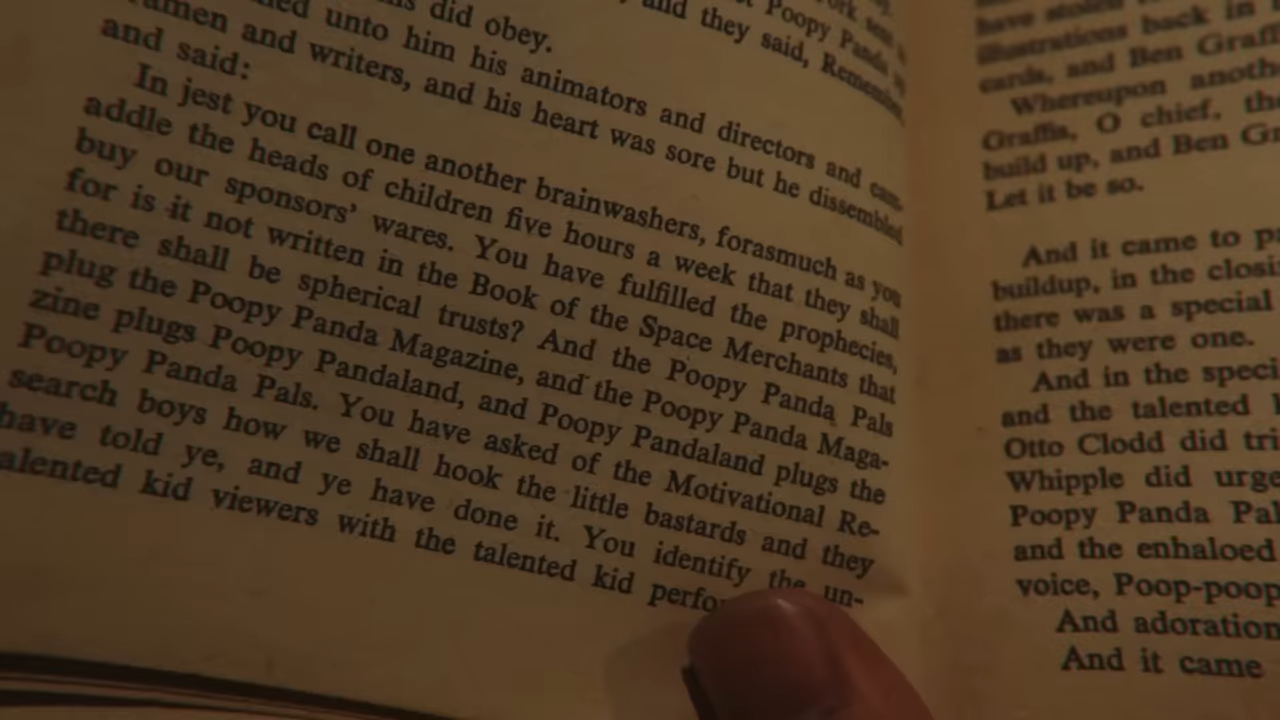 did obey.
and they said, Remember
unto him his animators and directors and cam-
eramen and writers, and his heart was sore but he dissembled
and said:
In jest you call one another brainwashers, forasmuch as you
addle the heads of children five hours a week that they shall
buy our sponsors' wares. You have fulfilled the prophecies,
for is it not written in the Book of the Space Merchants that
there shall be spherical trusts? And the Poopy Panda Pals
plug the Poopy Panda Magazine, and the Poopy Panda Maga-
zine plugs Poopy Pandaland, and Poopy Pandaland plugs the
Poopy Panda Pals. You have asked of the Motivational Re-
search boys how we shall hook the little bastards and they
have told ye, and ye have done it. You identify the un-
talented kid viewers with the talented kid perfo
have stolen
illustrations back in
cards, and Ben Graffi
Whereupon anoth
Graffis, O chief, th
build up, and Ben Gr
Let it be so.
And it came to p
buildup, in the closi
there was a special
as they were one.
And in the speci
and the talented
Otto Clodd did tri
Whipple did urge
Poopy Panda Pal
and the enhaloed
voice, Poop-poop
And adoration
And it came